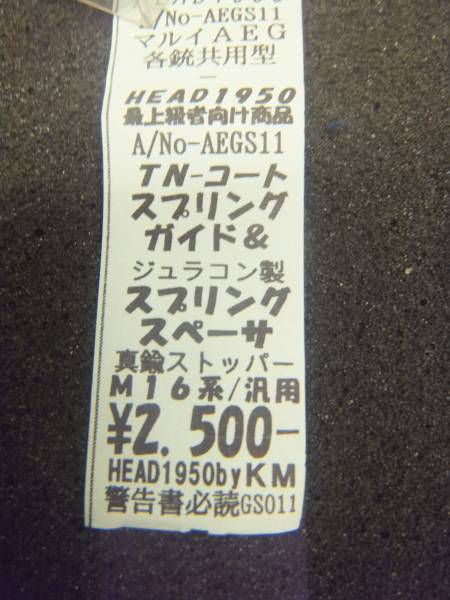 A/No-AEGS11
マルイAEG
各銃共用型
－
HEAD1950
最上級者向け商品
A/No-AEGS11
TN-コート
スプリング
ガイド＆
ジュラコン製
スプリング
スペーサ
真鍮ストッパー
M16系/汎用
¥2,500-
HEAD1950byKM
警告書必読GS011